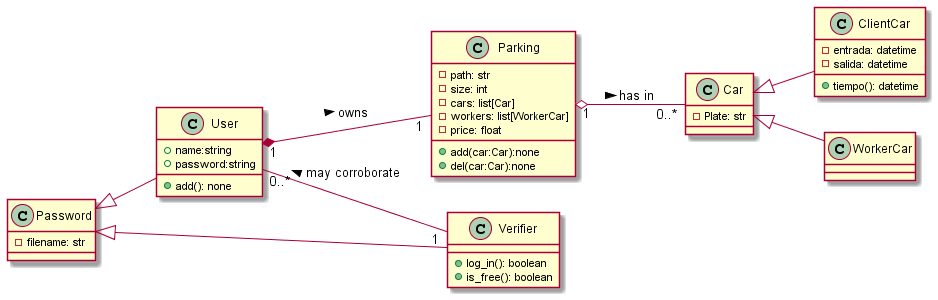 C Password
filename: str
C User
name:string
password:string
add(): none
1
owns
1
0..*
may corroborate
1
C Parking
path: str
size: int
cars: list[Car]
workers: list[WorkerCar]
price: float
add(car:Car):none
del(car:Car):none
C Verifier
log_in(): boolean
is_free(): boolean
1
has in
0..*
C Car
Plate: str
C ClientCar
entrada: datetime
salida: datetime
tiempo(): datetime
C WorkerCar